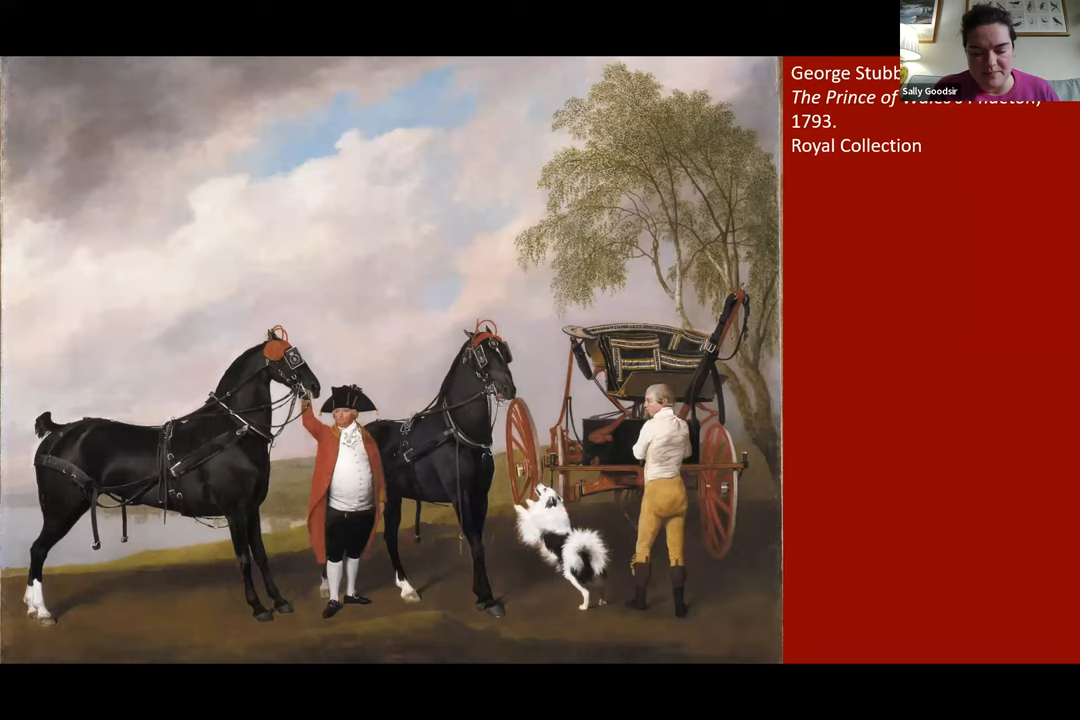 George Stubb
The Prince of
1793.
Royal Collection
Sally Goodsir